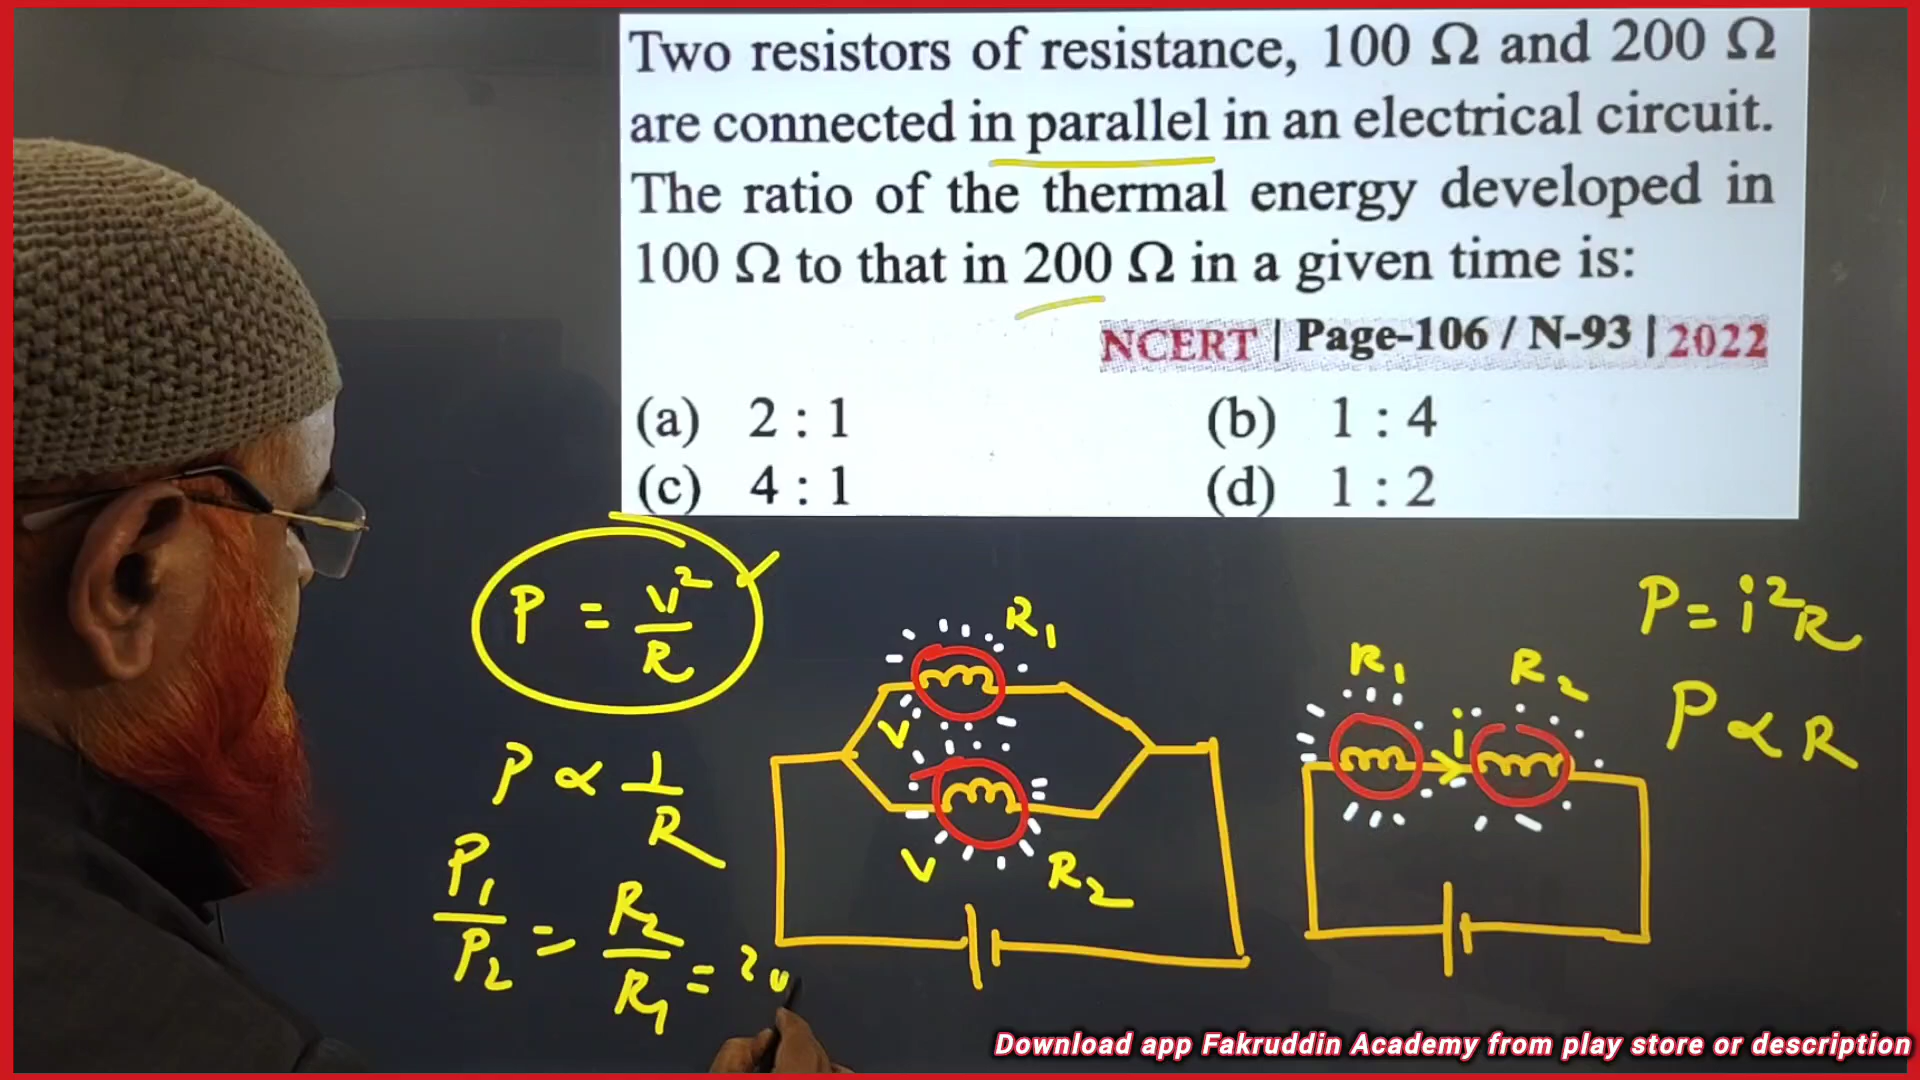 Two resistors of resistance, 100 Ω and 200 Ω
are connected in parallel in an electrical circuit.
The ratio of the thermal energy developed in
100 Ω to that in 200 Ω in a given time is:
NCERT | Page-106 / N-93 | 2022
(a) 2 : 1 (b) 1 : 4
(c) 4 : 1 (d) 1 : 2
P = V²/R
P ∝ 1/R
P₁/P₂ = R₂/R₁ = 20
R₁
V
V
R₂
R₁
R₂
i
P = i²R
P ∝ R
Download app Fakruddin Academy from play store or description